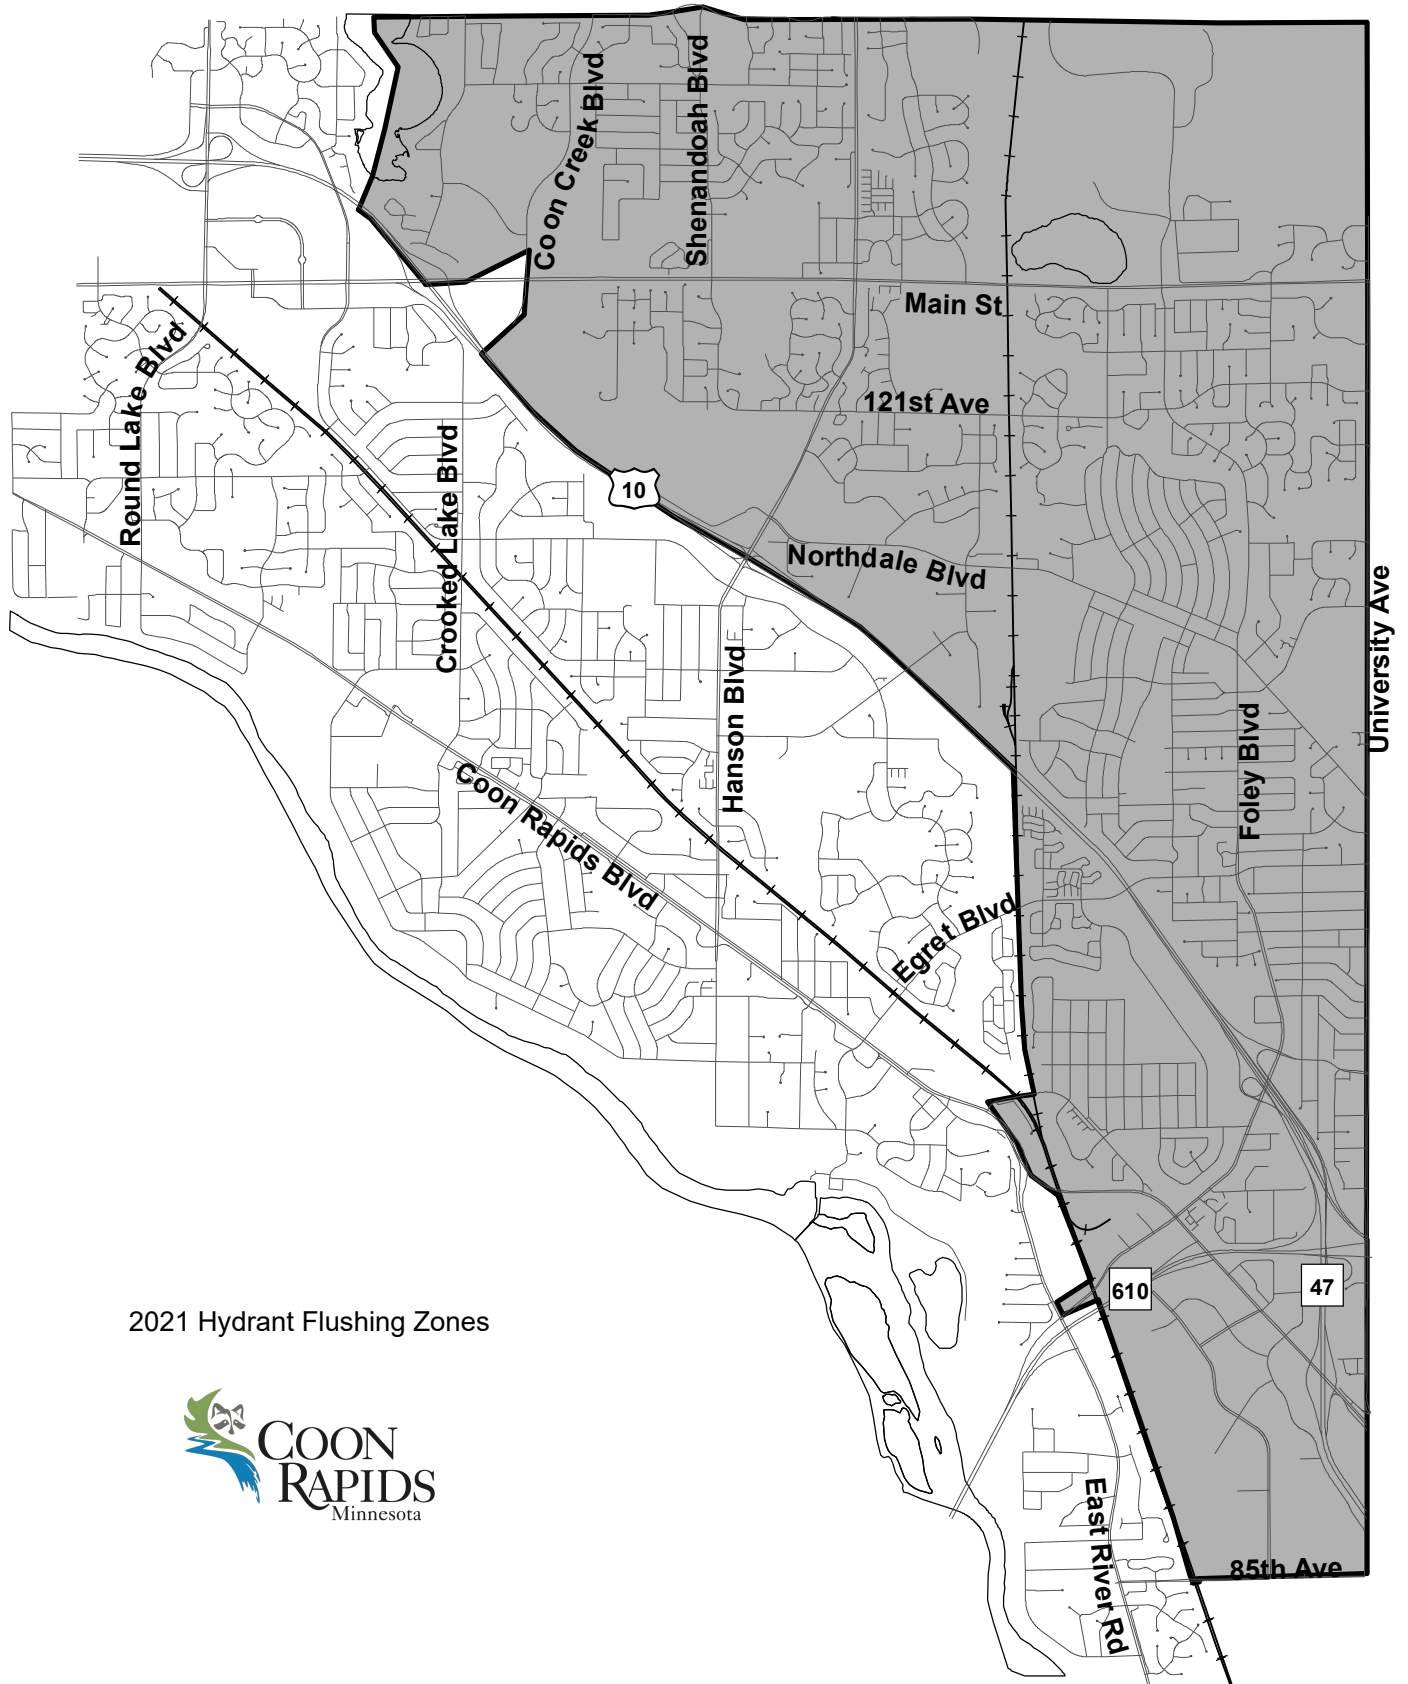 Coon Creek Blvd
Shenandoah Blvd
Main St
Round Lake Blvd
121st Ave
Crooked Lake Blvd
10
Northdale Blvd
University Ave
Hanson Blvd
Foley Blvd
Coon Rapids Blvd
Egret Blvd
610
47
2021 Hydrant Flushing Zones
COON
RAPIDS
Minnesota
East River Rd
85th Ave